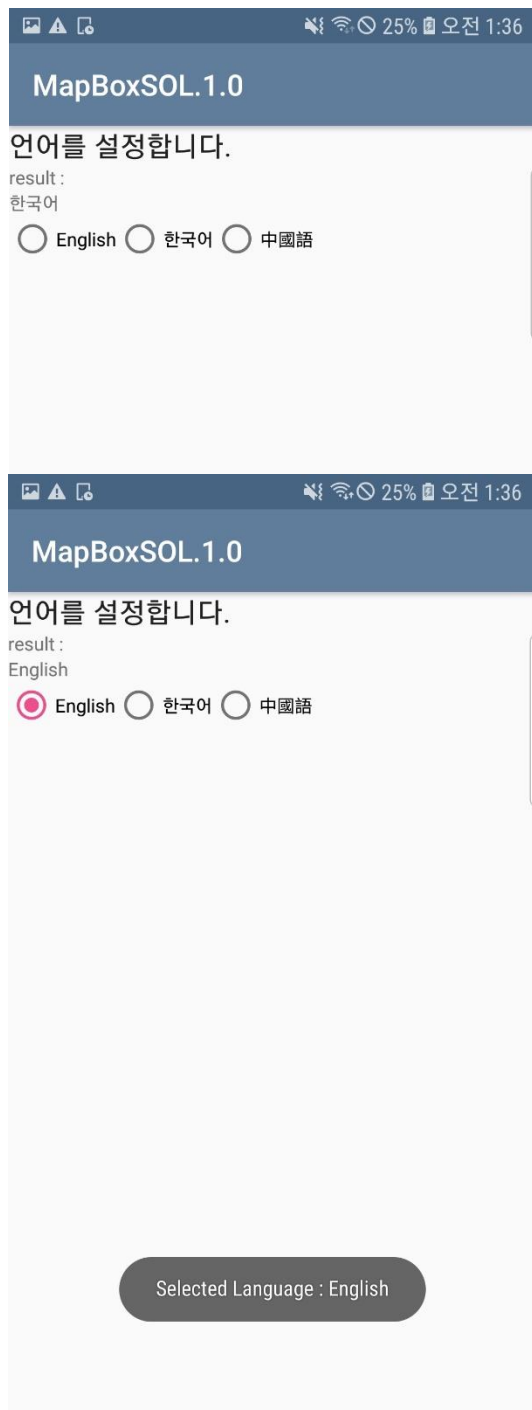 25% 오전 1:36
MapBoxSOL.1.0
언어를 설정합니다.
result :
한국어
English 한국어 中國語
25% 오전 1:36
MapBoxSOL.1.0
언어를 설정합니다.
result :
English
English 한국어 中國語
Selected Language : English